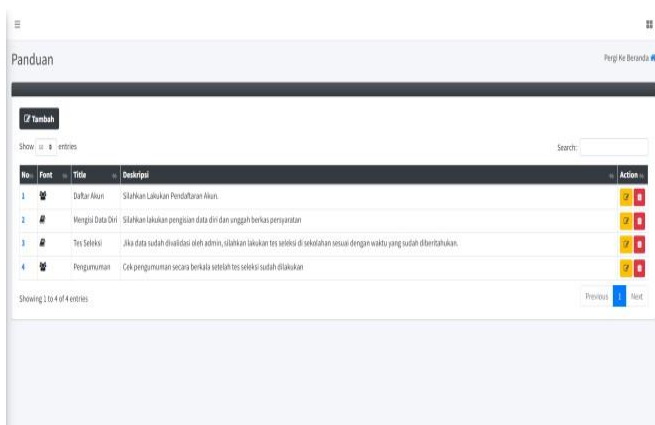 Panduan
Pergi Ke Beranda
Tambah
Show 10 entries
Search:
No Font Title Deskripsi Action
1 Daftar Akun Silahkan Lakukan Pendaftaran Akun.
2 Mengisi Data Diri Silahkan lakukan pengisian data diri dan unggah berkas persyaratan
3 Tes Seleksi Jika data sudah divalidasi oleh admin, silahkan lakukan tes seleksi di sekolahan sesuai dengan waktu yang sudah diberitahukan.
4 Pengumuman Cek pengumuman secara berkala setelah tes seleksi sudah dilakukan
Showing 1 to 4 of 4 entries
Previous 1 Next